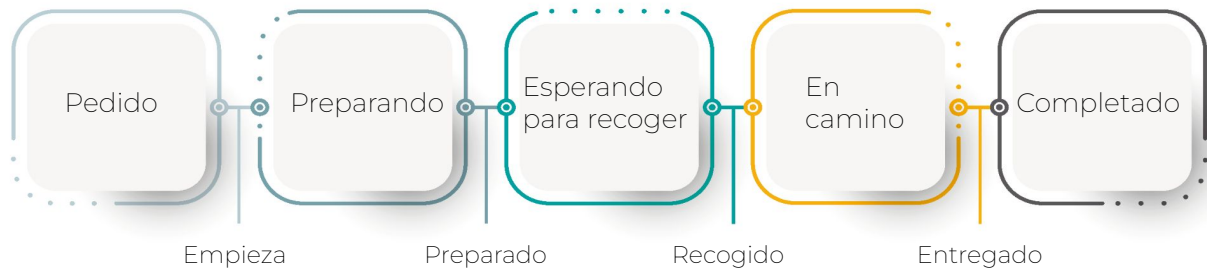 Pedido
Preparando
Esperando
para recoger
En
camino
Completado
Empieza
Preparado
Recogido
Entregado